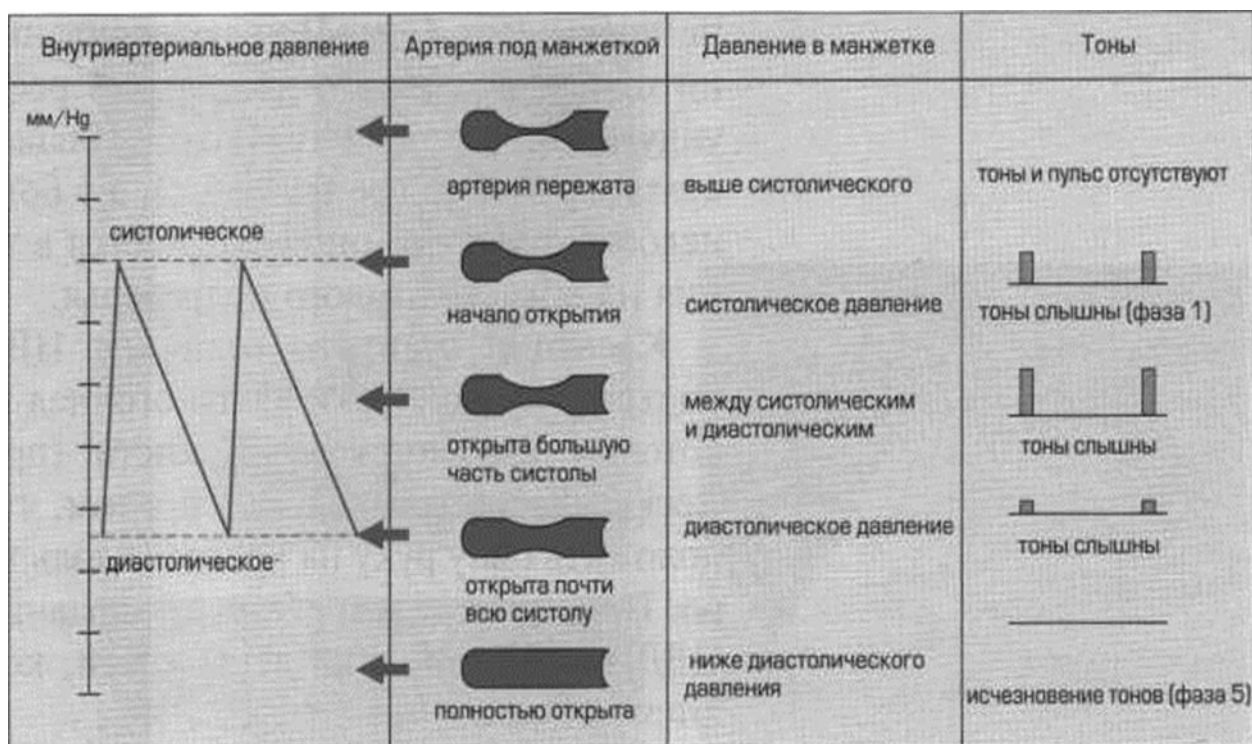 Внутриартериальное давление
Артерия под манжеткой
Давление в манжетке
Тоны
мм/Hg
артерия пережата
выше систолического
тоны и пульс отсутствуют
систолическое
начало открытия
систолическое давление
тоны слышны (фаза 1)
открыта большую
часть систолы
между систолическим
и диастолическим
тоны слышны
диастолическое
открыта почти
всю систолу
диастолическое давление
тоны слышны
полностью открыта
ниже диастолического
давления
исчезновение тонов (фаза 5)